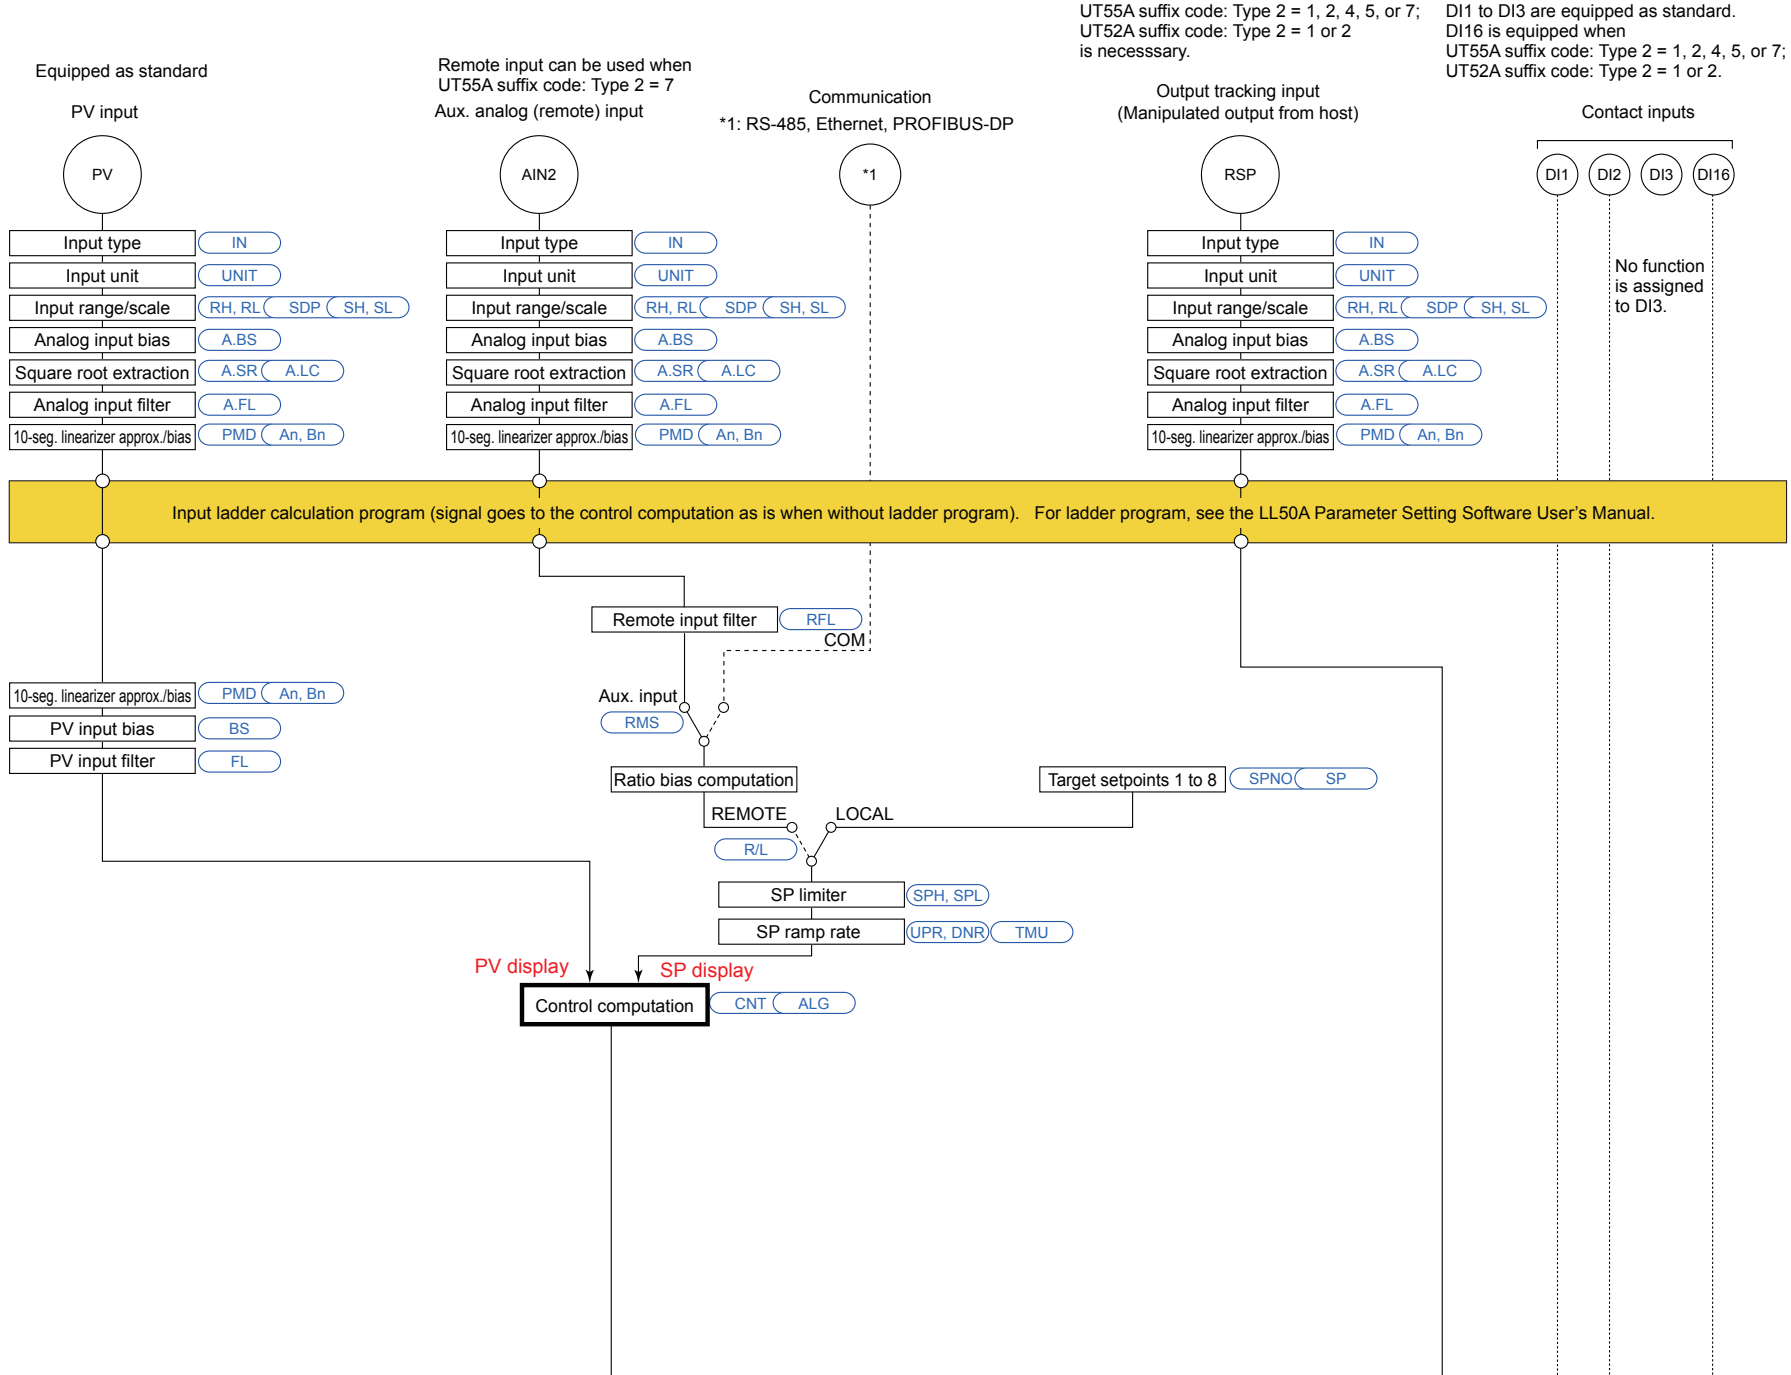 UT55A suffix code: Type 2 = 1, 2, 4, 5, or 7;
UT52A suffix code: Type 2 = 1 or 2
is necesssary.
DI1 to DI3 are equipped as standard.
DI16 is equipped when
UT55A suffix code: Type 2 = 1, 2, 4, 5, or 7;
UT52A suffix code: Type 2 = 1 or 2.
Equipped as standard
Remote input can be used when
UT55A suffix code: Type 2 = 7
PV input
Aux. analog (remote) input
Communication
*1: RS-485, Ethernet, PROFIBUS-DP
Output tracking input
(Manipulated output from host)
Contact inputs
PV
AIN2
*1
RSP
DI1
DI2
DI3
DI16
Input type IN
Input unit UNIT
Input range/scale RH, RL SDP SH, SL
Analog input bias A.BS
Square root extraction A.SR A.LC
Analog input filter A.FL
10-seg. linearizer approx./bias PMD An, Bn
Input type IN
Input unit UNIT
Input range/scale RH, RL SDP SH, SL
Analog input bias A.BS
Square root extraction A.SR A.LC
Analog input filter A.FL
10-seg. linearizer approx./bias PMD An, Bn
Input type IN
Input unit UNIT
Input range/scale RH, RL SDP SH, SL
Analog input bias A.BS
Square root extraction A.SR A.LC
Analog input filter A.FL
10-seg. linearizer approx./bias PMD An, Bn
No function
is assigned
to DI3.
Input ladder calculation program (signal goes to the control computation as is when without ladder program). For ladder program, see the LL50A Parameter Setting Software User's Manual.
Remote input filter RFL
COM
10-seg. linearizer approx./bias PMD An, Bn
PV input bias BS
PV input filter FL
Aux. input
RMS
Ratio bias computation
Target setpoints 1 to 8 SPNO SP
REMOTE
LOCAL
R/L
SP limiter SPH, SPL
SP ramp rate UPR, DNR TMU
PV display
SP display
Control computation CNT ALG